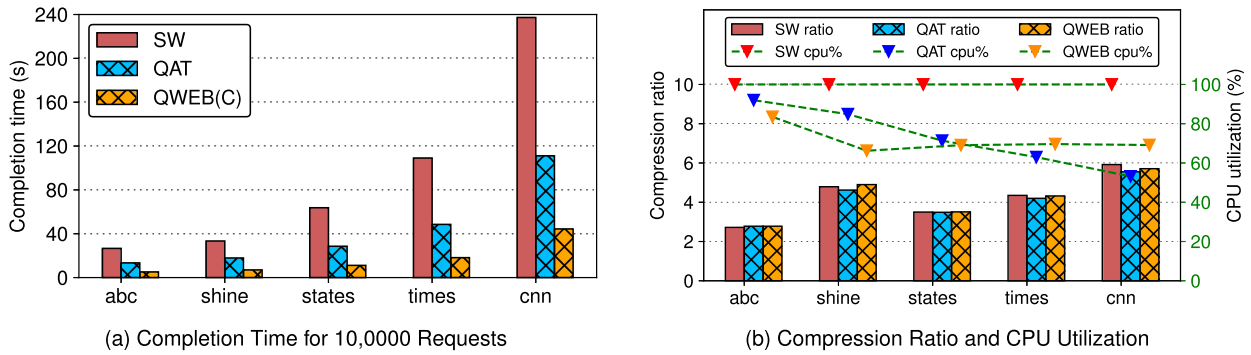 240
200
160
120
80
40
0
Completion time (s)
SW
QAT
QWEB(C)
abc shine states times cnn
(a) Completion Time for 10,0000 Requests
SW ratio QAT ratio QWEB ratio
SW cpu% QAT cpu% QWEB cpu%
10
8
6
4
2
0
Compression ratio
100
80
60
40
20
0
CPU utilization (%)
abc shine states times cnn
(b) Compression Ratio and CPU Utilization